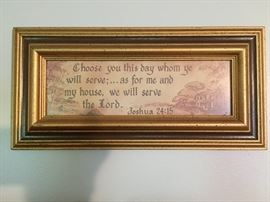 Choose you this day whom ye
will serve;...as for me and
my house, we will serve
the Lord.
Joshua 24:15